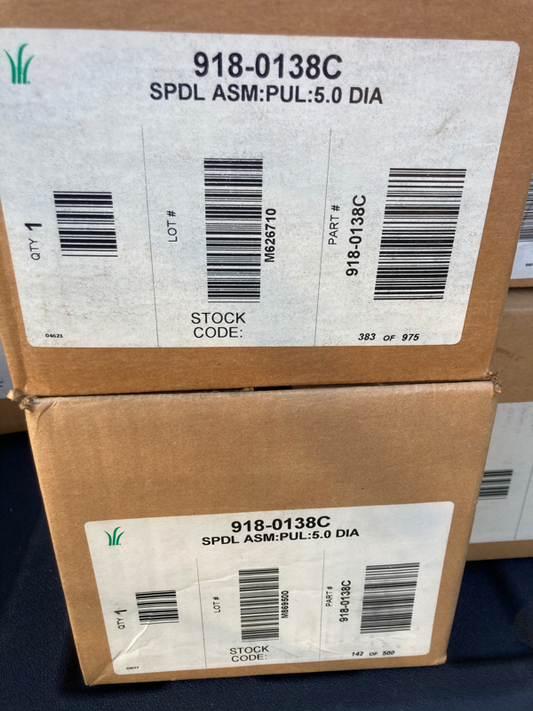 918-0138C
SPDL ASM:PUL:5.0 DIA
QTY 1
LOT #
M626710
PART #
918-0138C
STOCK
CODE:
04621
383 OF 975
918-0138C
SPDL ASM:PUL:5.0 DIA
QTY 1
LOT #
M869500
PART #
918-0138C
STOCK
CODE:
142 OF 500